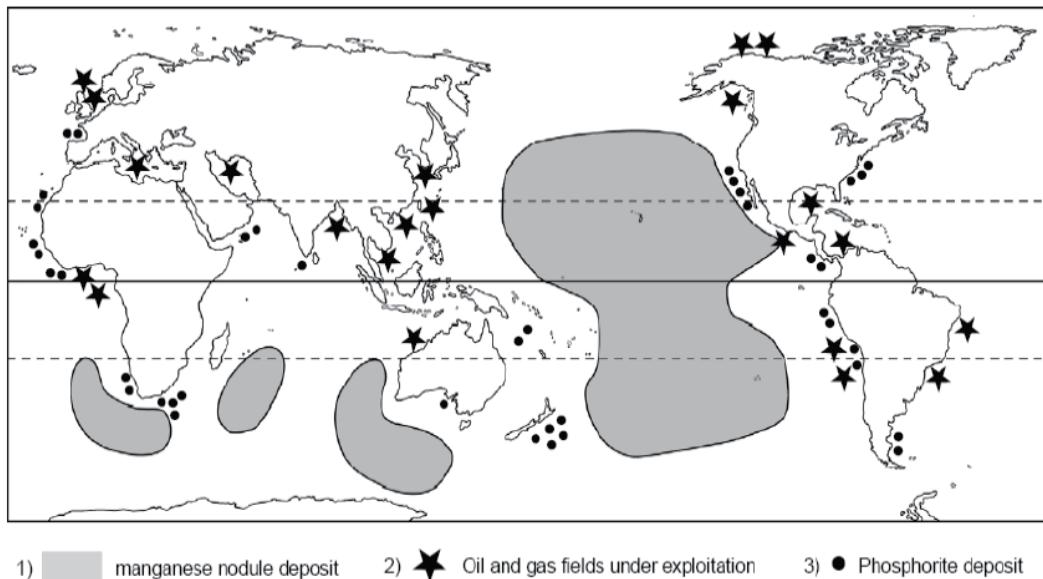 1) manganese nodule deposit 2) Oil and gas fields under exploitation 3) Phosphorite deposit